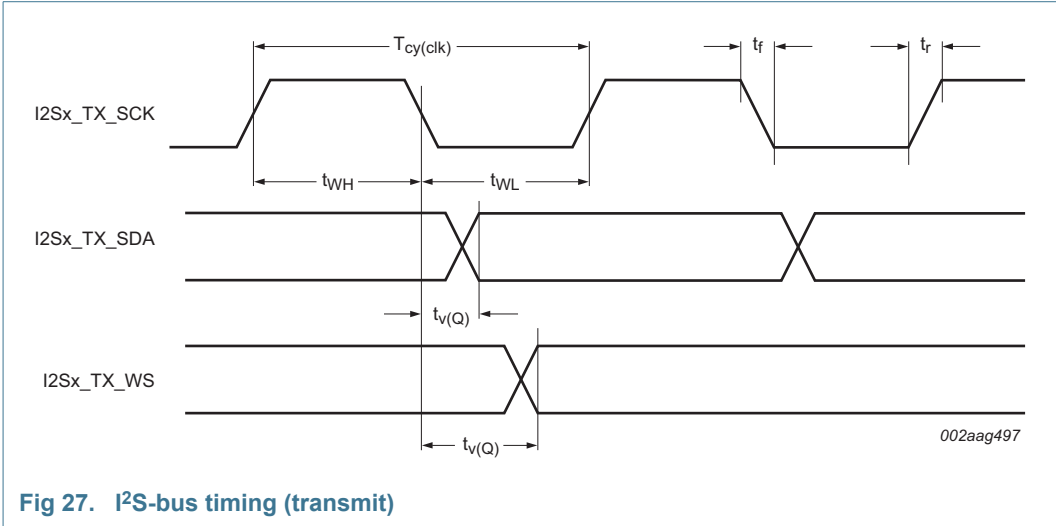 T_cy(clk)
t_f
t_r
I2Sx_TX_SCK
t_WH
t_WL
I2Sx_TX_SDA
t_v(Q)
I2Sx_TX_WS
t_v(Q)
002aag497
Fig 27. I²S-bus timing (transmit)